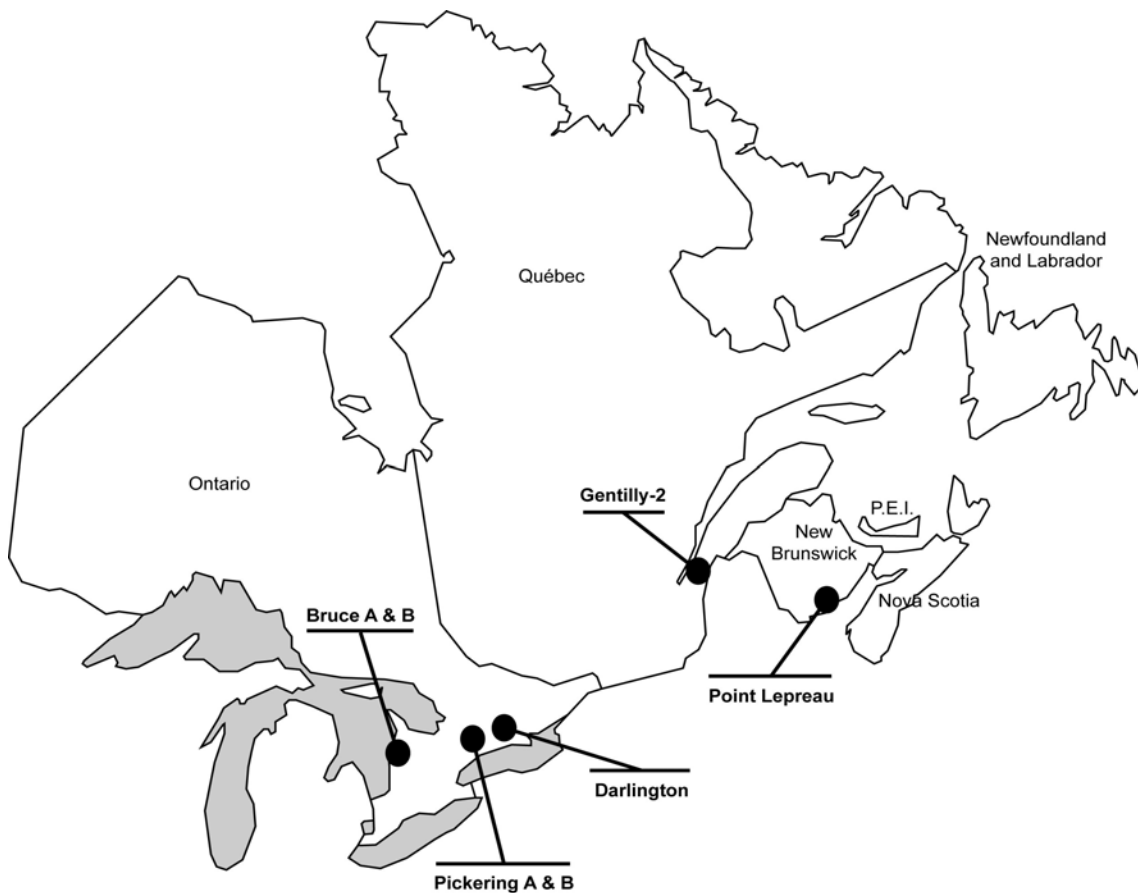 Newfoundland
and Labrador
Québec
Ontario
Gentilly-2
P.E.I.
New
Brunswick
Nova Scotia
Bruce A & B
Point Lepreau
Darlington
Pickering A & B